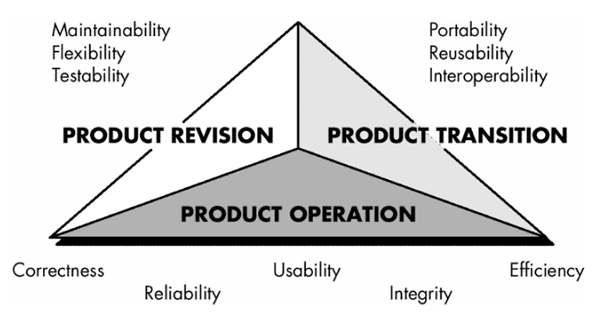 Maintainability
Flexibility
Testability
Portability
Reusability
Interoperability
PRODUCT REVISION
PRODUCT TRANSITION
PRODUCT OPERATION
Correctness
Usability
Efficiency
Reliability
Integrity